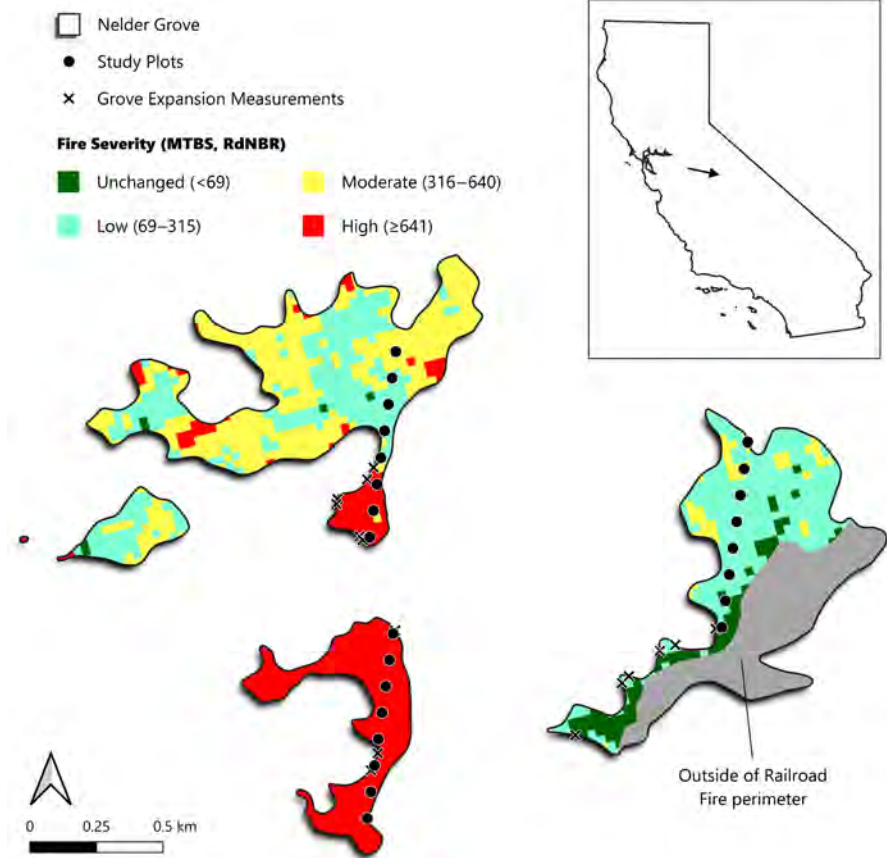 Nelder Grove
Study Plots
Grove Expansion Measurements
Fire Severity (MTBS, RdNBR)
Unchanged (<69)
Moderate (316–640)
Low (69–315)
High (≥641)
Outside of Railroad
Fire perimeter
0 0.25 0.5 km